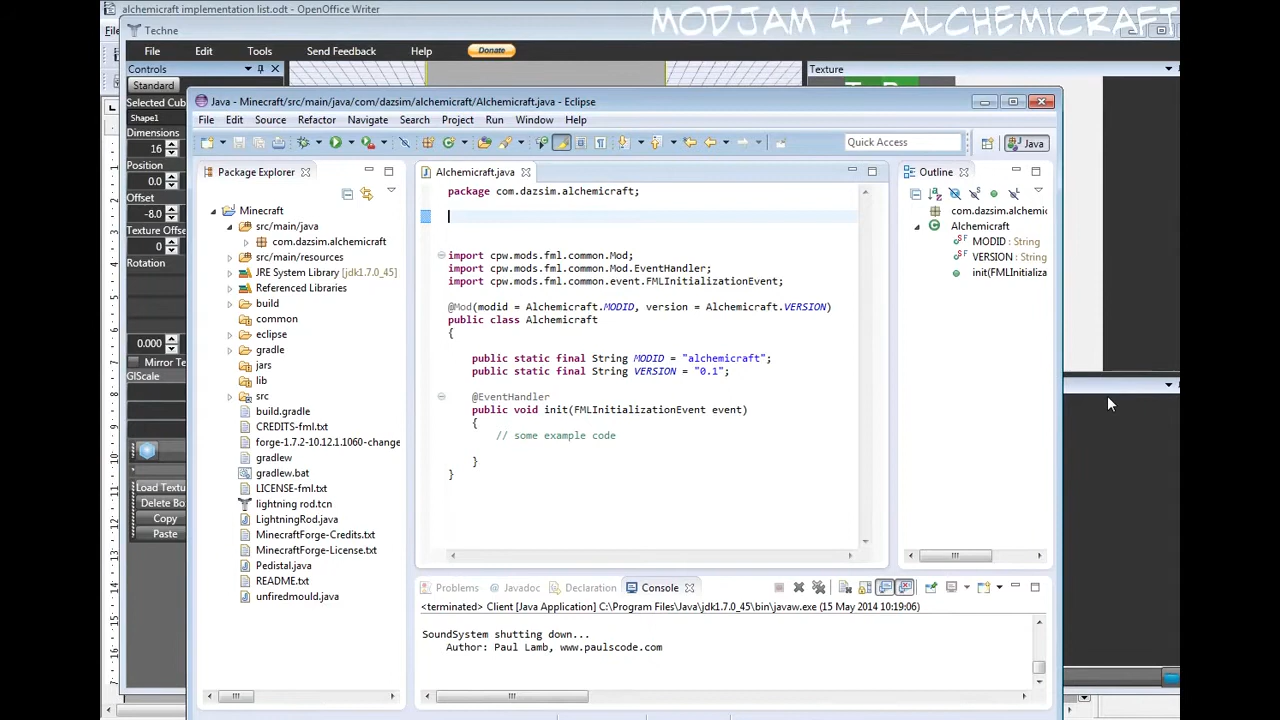 alchemicraft implementation list.odt - OpenOffice Writer
MODJAM 4 - ALCHEMICRAFT
Techne
File Edit Tools Send Feedback Help Donate
Controls
Texture
Standard
Selected Cub
Shape1
Dimensions
16
Position
0.0
Offset
-8.0
Texture Offse
0
Rotation
0.000
Mirror Te
GlScale
Load Textu
Delete Bo
Copy
Paste
Java - Minecraft/src/main/java/com/dazsim/alchemicraft/Alchemicraft.java - Eclipse
File Edit Source Refactor Navigate Search Project Run Window Help
Quick Access
Java
Package Explorer
Minecraft
src/main/java
com.dazsim.alchemicraft
src/main/resources
JRE System Library [jdk1.7.0_45]
Referenced Libraries
build
common
eclipse
gradle
jars
lib
src
build.gradle
CREDITS-fml.txt
forge-1.7.2-10.12.1.1060-change
gradlew
gradlew.bat
LICENSE-fml.txt
lightning rod.tcn
LightningRod.java
MinecraftForge-Credits.txt
MinecraftForge-License.txt
Pedistal.java
README.txt
unfiredmould.java
Alchemicraft.java
package com.dazsim.alchemicraft;
import cpw.mods.fml.common.Mod;
import cpw.mods.fml.common.Mod.EventHandler;
import cpw.mods.fml.common.event.FMLInitializationEvent;
@Mod(modid = Alchemicraft.MODID, version = Alchemicraft.VERSION)
public class Alchemicraft
{
public static final String MODID = "alchemicraft";
public static final String VERSION = "0.1";
@EventHandler
public void init(FMLInitializationEvent event)
{
// some example code
}
}
Outline
com.dazsim.alchemi
Alchemicraft
MODID : String
VERSION : String
init(FMLInitializa
Problems Javadoc Declaration Console
<terminated> Client [Java Application] C:\Program Files\Java\jdk1.7.0_45\bin\javaw.exe (15 May 2014 10:19:06)
SoundSystem shutting down...
Author: Paul Lamb, www.paulscode.com